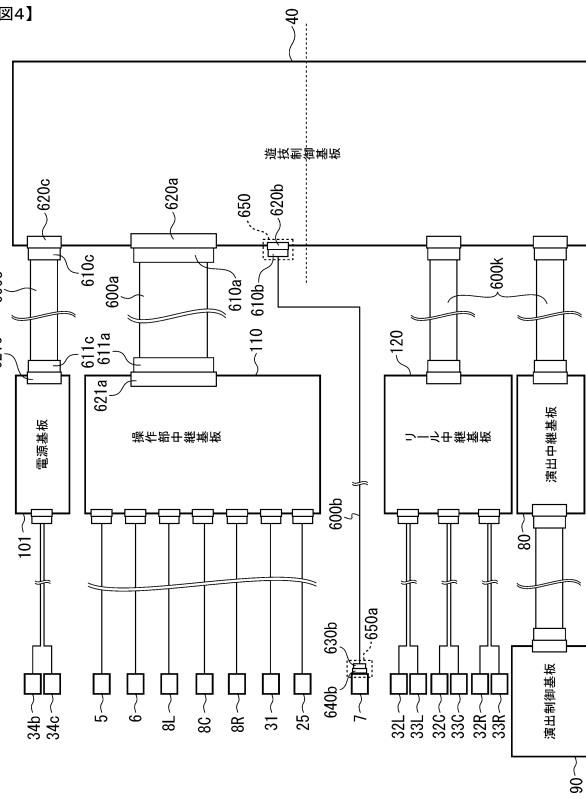 図4】
40
遊技制御基板
620c
620a
650
620b
610c
600a
610a
610b
600k
611c
611a
621a
110
120
電源基板
操作部中継基板
リール中継基板
演出中継基板
101
600b
80
630b
650a
640b
34b
34c
5
6
8L
8C
8R
31
25
7
32L
33L
32C
33C
32R
33R
演出制御基板
90